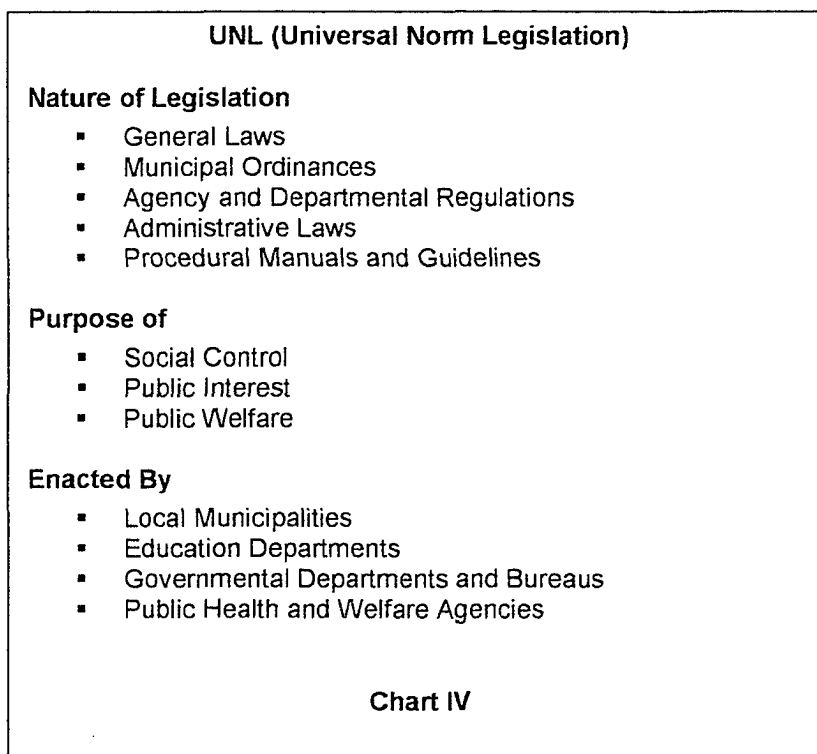 UNL (Universal Norm Legislation)
Nature of Legislation
▪ General Laws
▪ Municipal Ordinances
▪ Agency and Departmental Regulations
▪ Administrative Laws
▪ Procedural Manuals and Guidelines
Purpose of
▪ Social Control
▪ Public Interest
▪ Public Welfare
Enacted By
▪ Local Municipalities
▪ Education Departments
▪ Governmental Departments and Bureaus
▪ Public Health and Welfare Agencies
Chart IV